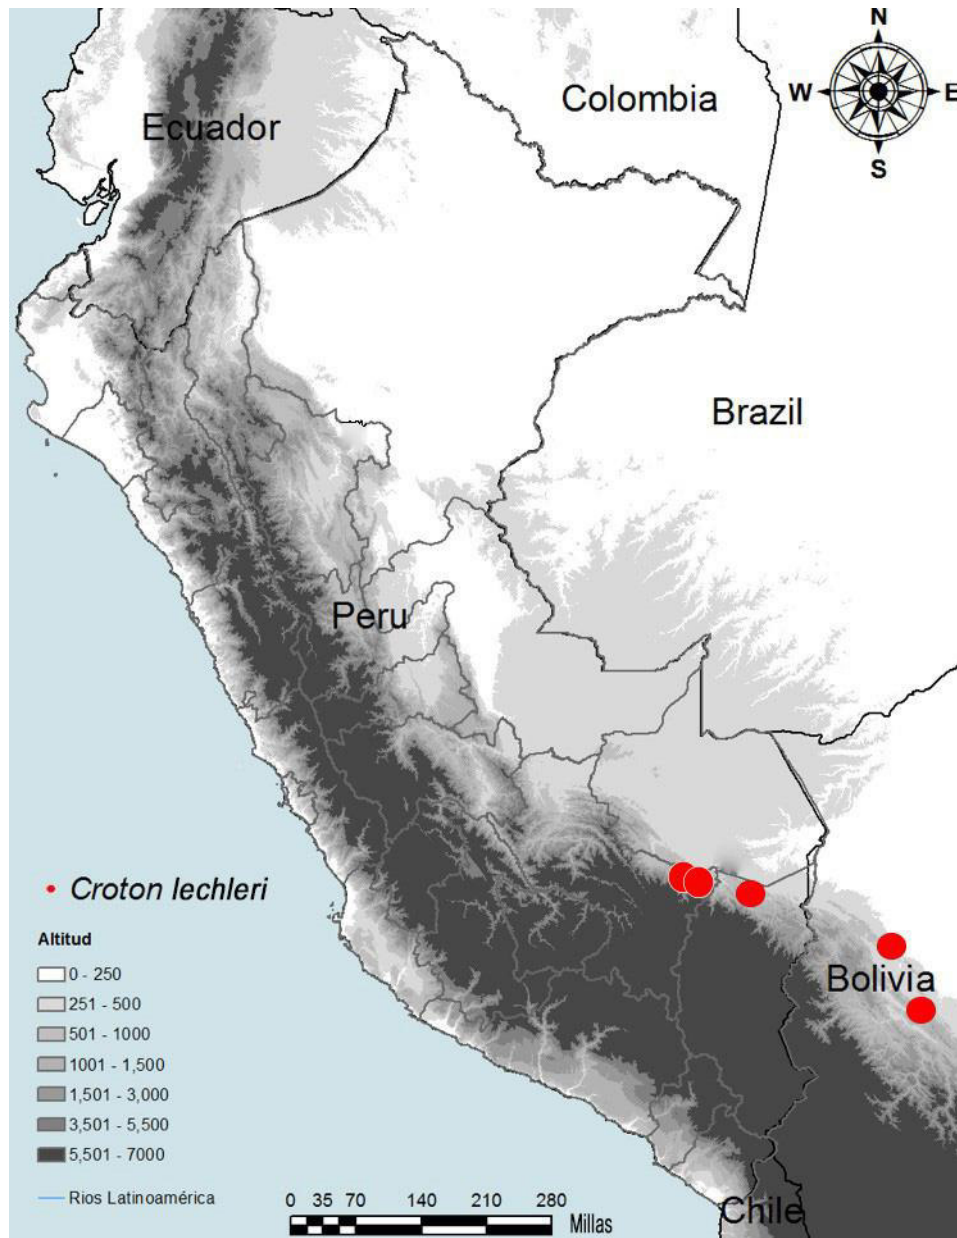 N
W
E
S
Colombia
Ecuador
Brazil
Peru
Bolivia
Chile
Croton lechleri
Altitud
0 - 250
251 - 500
501 - 1000
1001 - 1,500
1,501 - 3,000
3,501 - 5,500
5,501 - 7000
Rios Latinoamérica
0 35 70 140 210 280
Millas